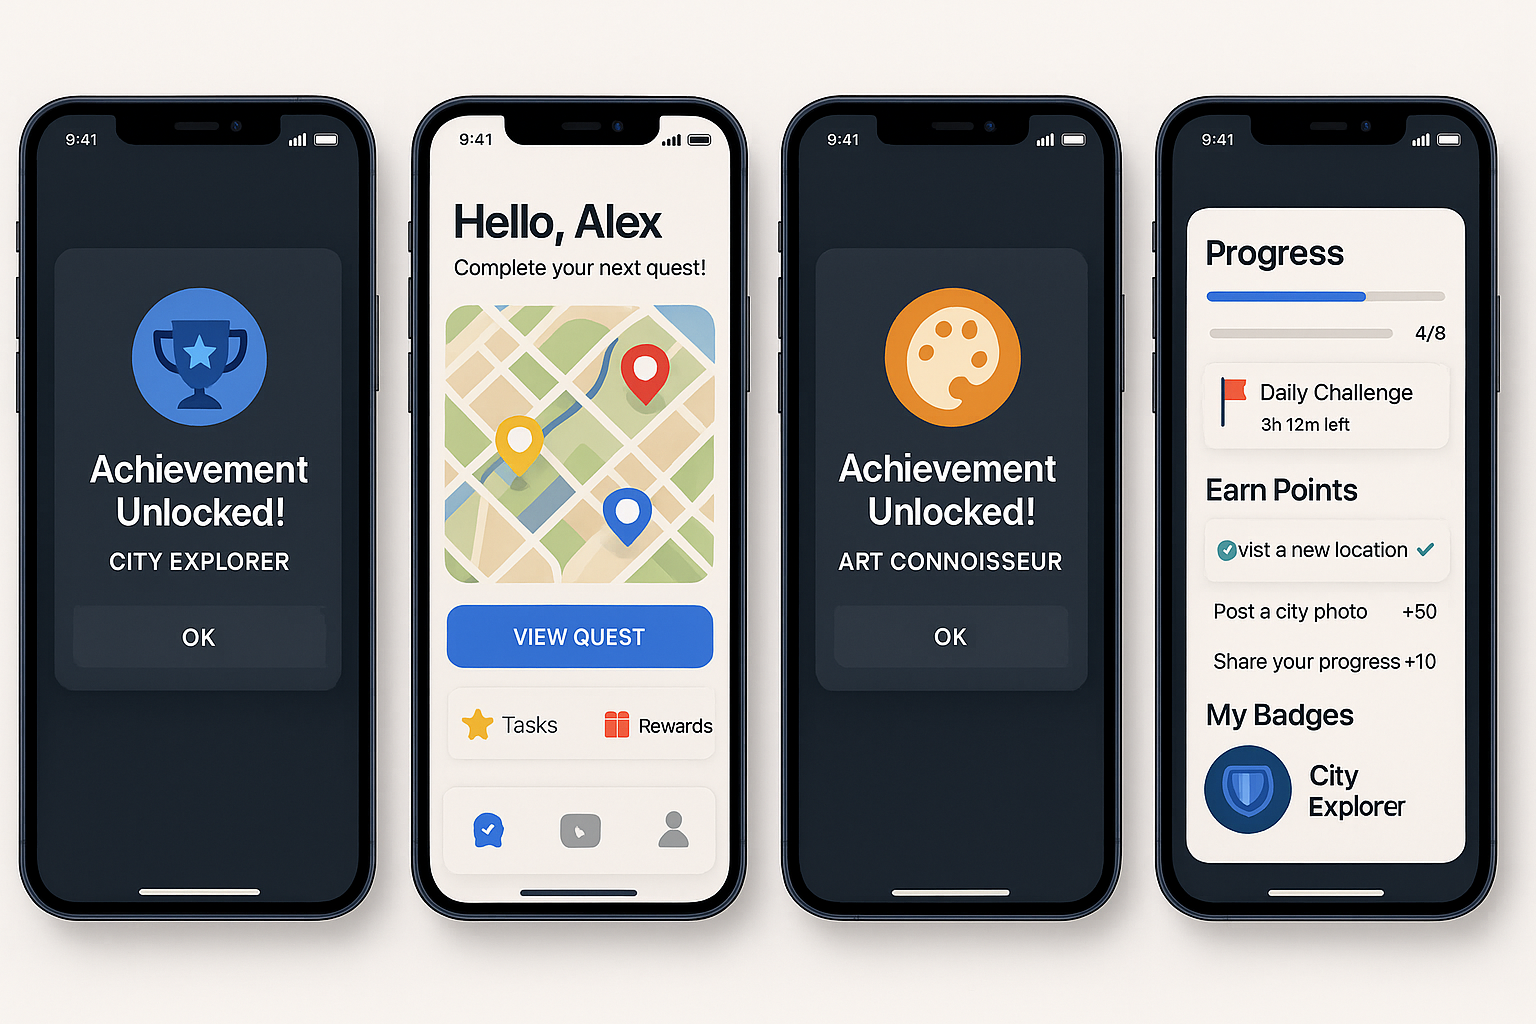 9:41
Achievement
Unlocked!
CITY EXPLORER
OK
9:41
Hello, Alex
Complete your next quest!
VIEW QUEST
Tasks
Rewards
9:41
Achievement
Unlocked!
ART CONNOISSEUR
OK
9:41
Progress
4/8
Daily Challenge
3h 12m left
Earn Points
vist a new location
Post a city photo +50
Share your progress +10
My Badges
City
Explorer